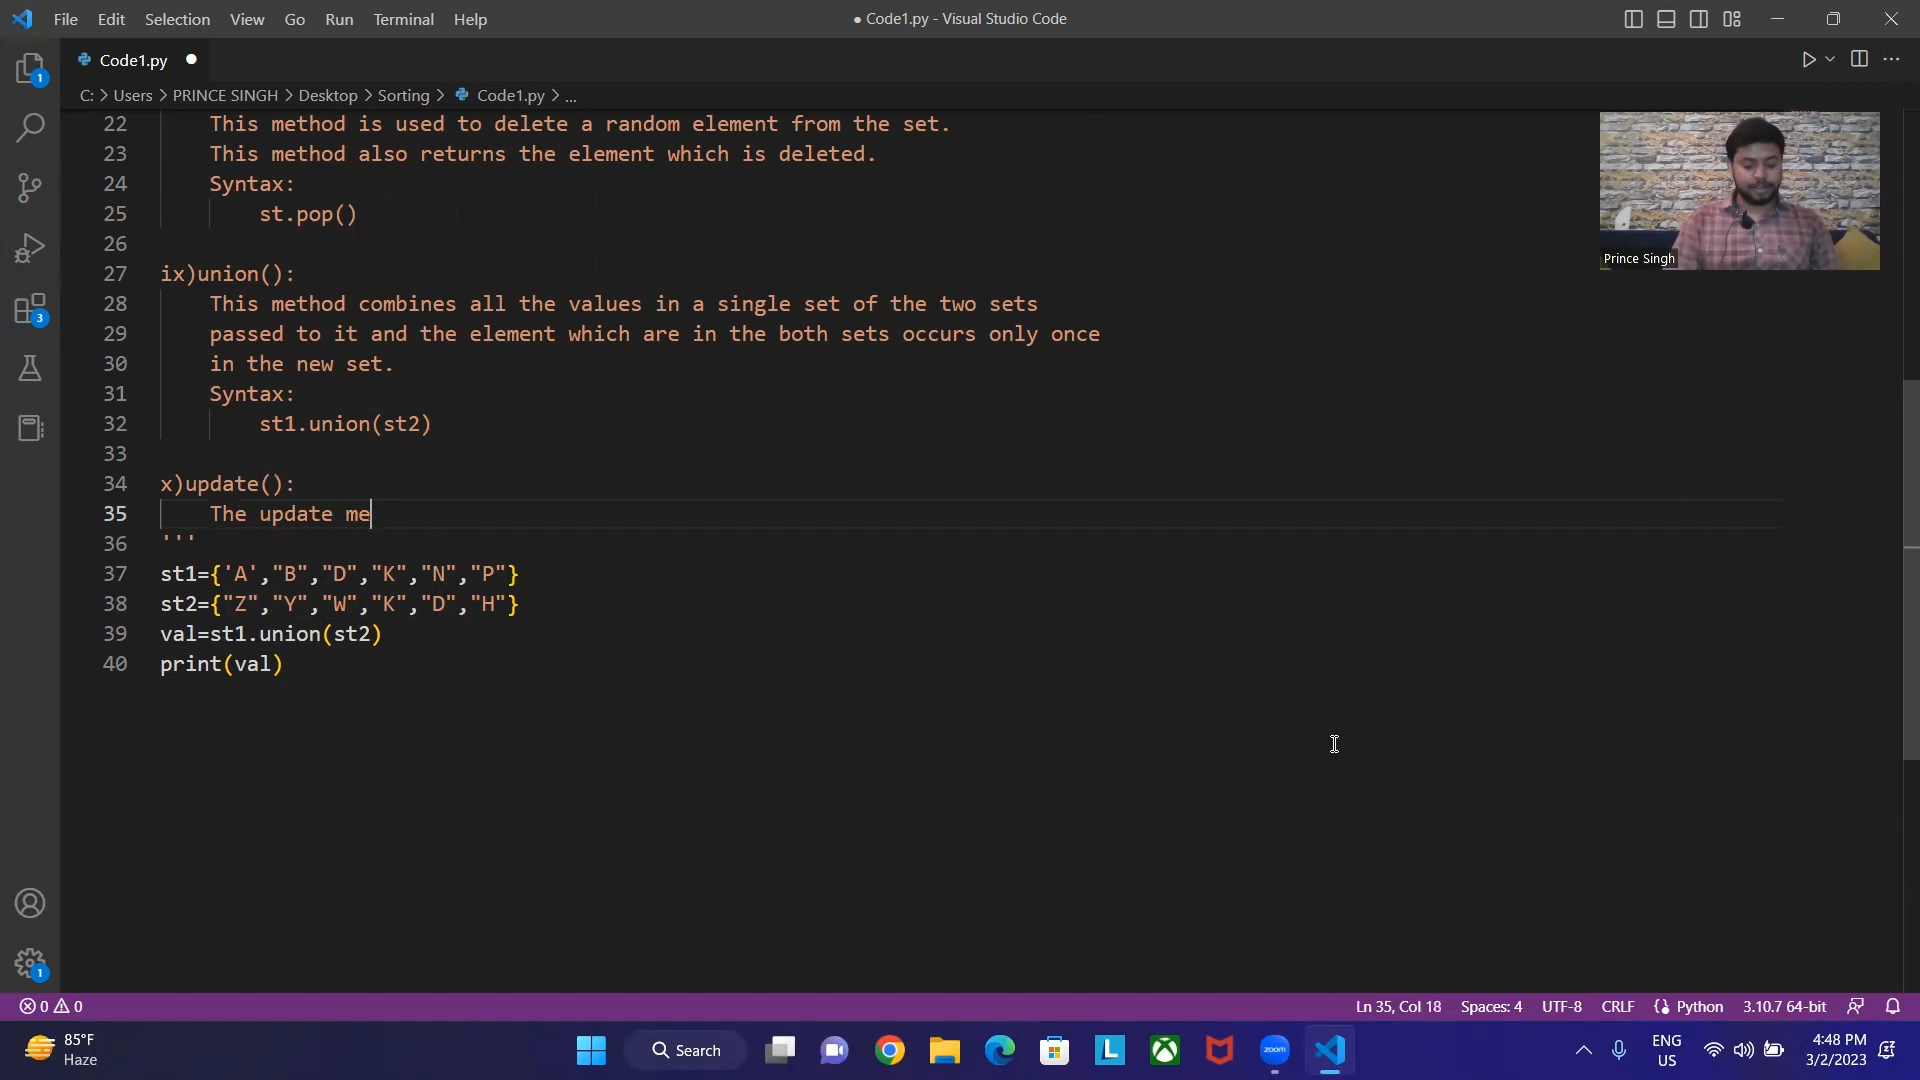 File Edit Selection View Go Run Terminal Help
● Code1.py - Visual Studio Code
1
Code1.py
C: > Users > PRINCE SINGH > Desktop > Sorting > Code1.py > ...
22 This method is used to delete a random element from the set.
23 This method also returns the element which is deleted.
24 Syntax:
25 st.pop()
26
27 ix)union():
28 This method combines all the values in a single set of the two sets
29 passed to it and the element which are in the both sets occurs only once
30 in the new set.
31 Syntax:
32 st1.union(st2)
33
34 x)update():
35 The update me
36 '''
37 st1={'A',"B","D","K","N","P"}
38 st2={"Z","Y","W","K","D","H"}
39 val=st1.union(st2)
40 print(val)
Prince Singh
3
1
0 0
Ln 35, Col 18 Spaces: 4 UTF-8 CRLF Python 3.10.7 64-bit
85°F
Haze
Search
L
zoom
ENG
US
4:48 PM
3/2/2023